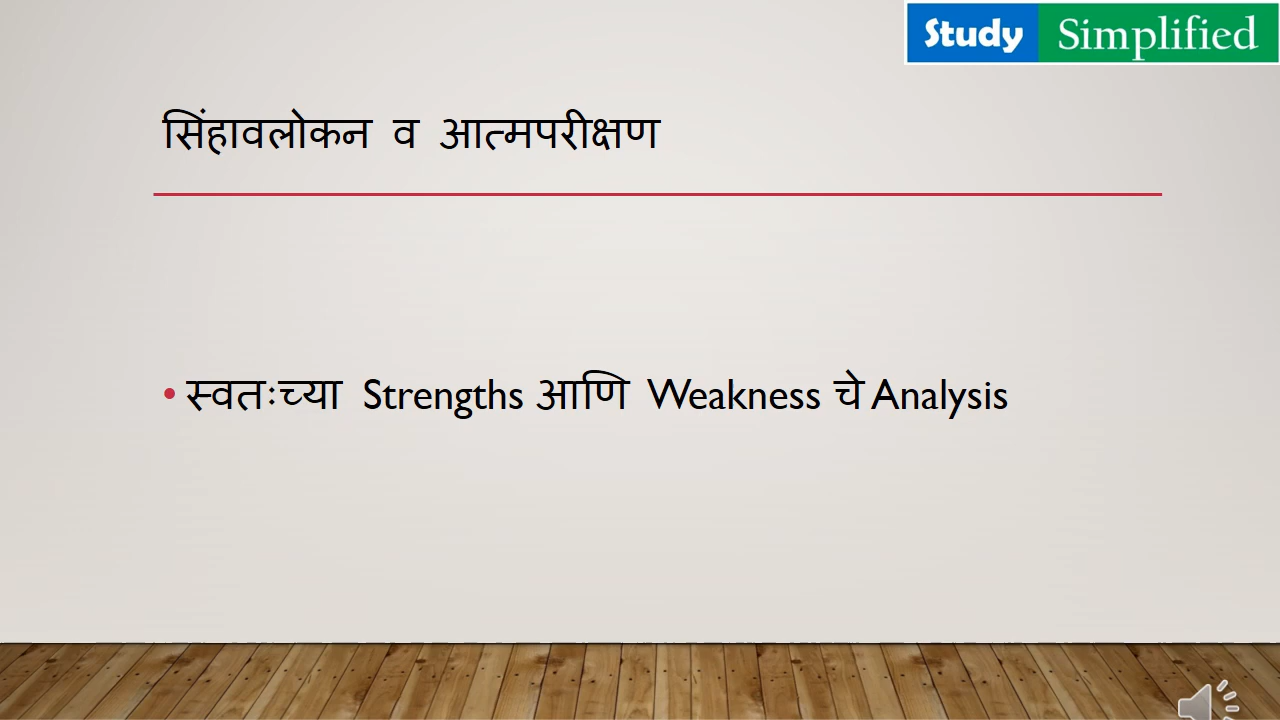 Study Simplified
सिंहावलोकन व आत्मपरीक्षण
• स्वतःच्या Strengths आणि Weakness चे Analysis